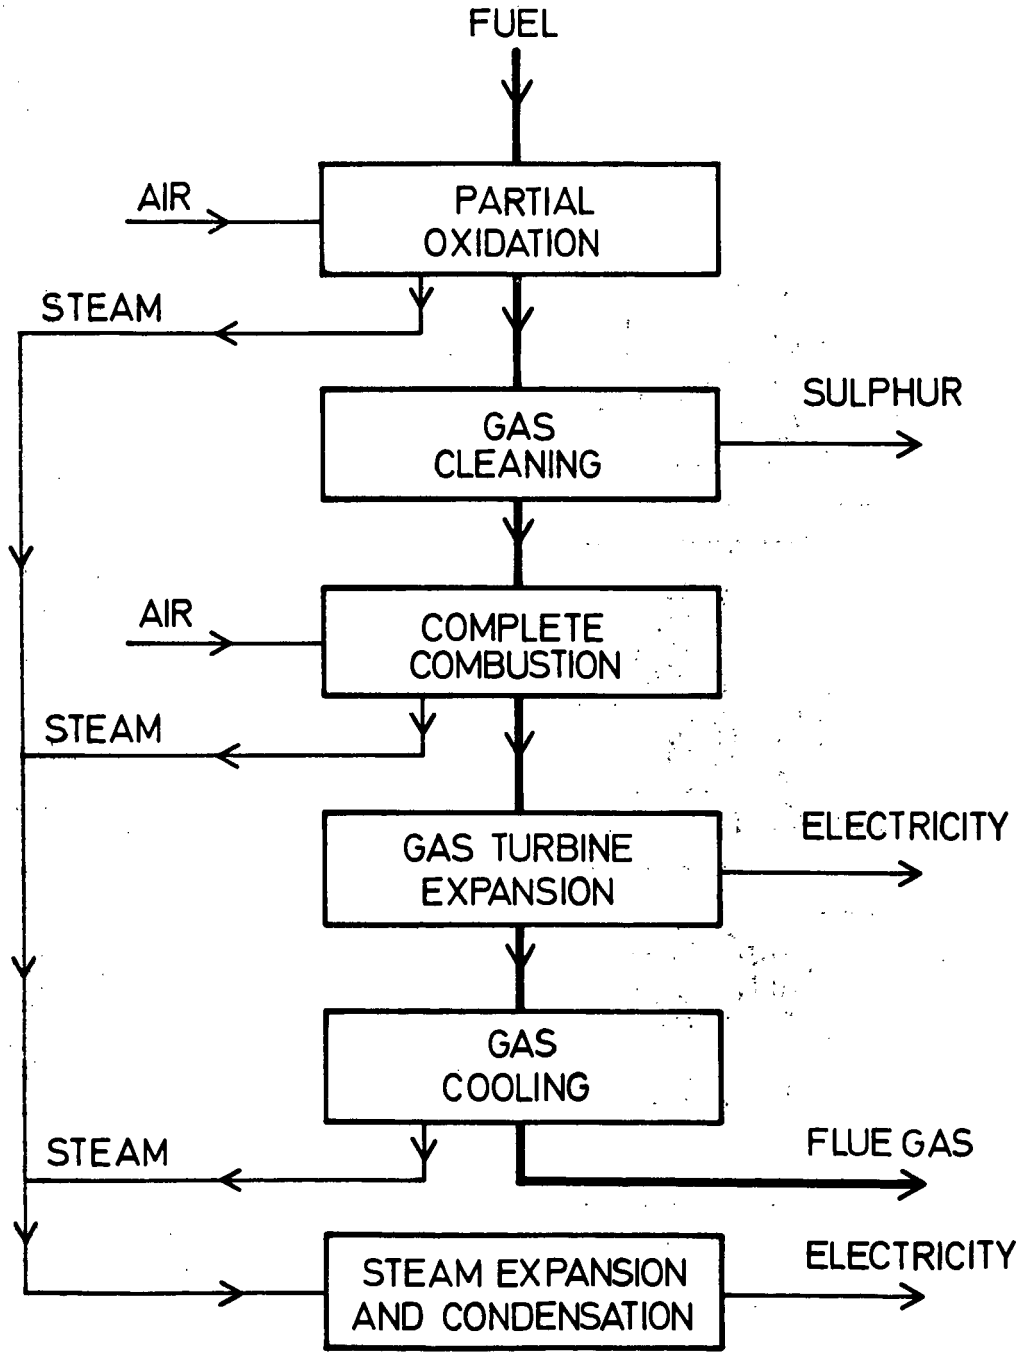 FUEL
AIR
PARTIAL
OXIDATION
STEAM
SULPHUR
GAS
CLEANING
AIR
COMPLETE
COMBUSTION
STEAM
ELECTRICITY
GAS TURBINE
EXPANSION
GAS
COOLING
STEAM
FLUE GAS
ELECTRICITY
STEAM EXPANSION
AND CONDENSATION